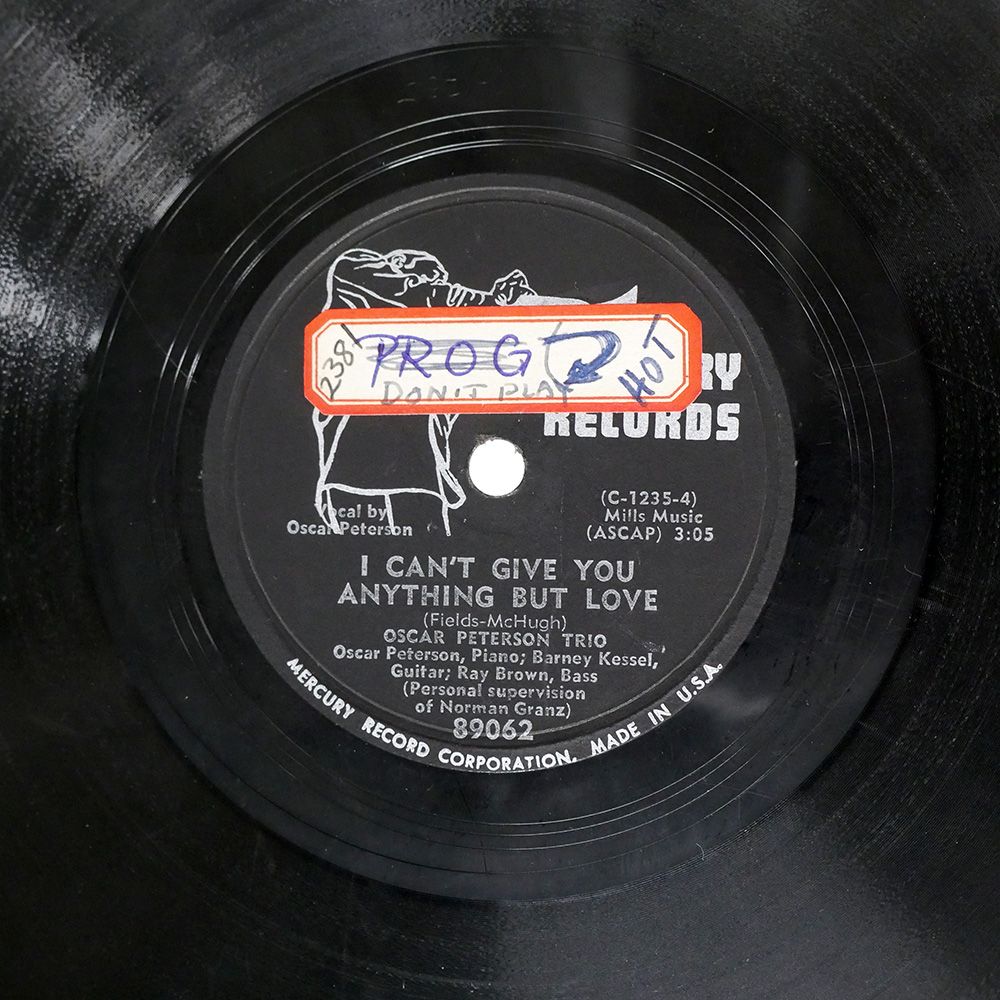 2381
PROG
HOT
DON'T PLAY
RY
RECORDS
Vocal by
Oscar Peterson
(C-1235-4)
Mills Music
(ASCAP) 3:05
I CAN'T GIVE YOU
ANYTHING BUT LOVE
(Fields-McHugh)
OSCAR PETERSON TRIO
Oscar Peterson, Piano; Barney Kessel,
Guitar; Ray Brown, Bass
(Personal supervision
of Norman Granz)
89062
MERCURY RECORD CORPORATION. MADE IN U.S.A.